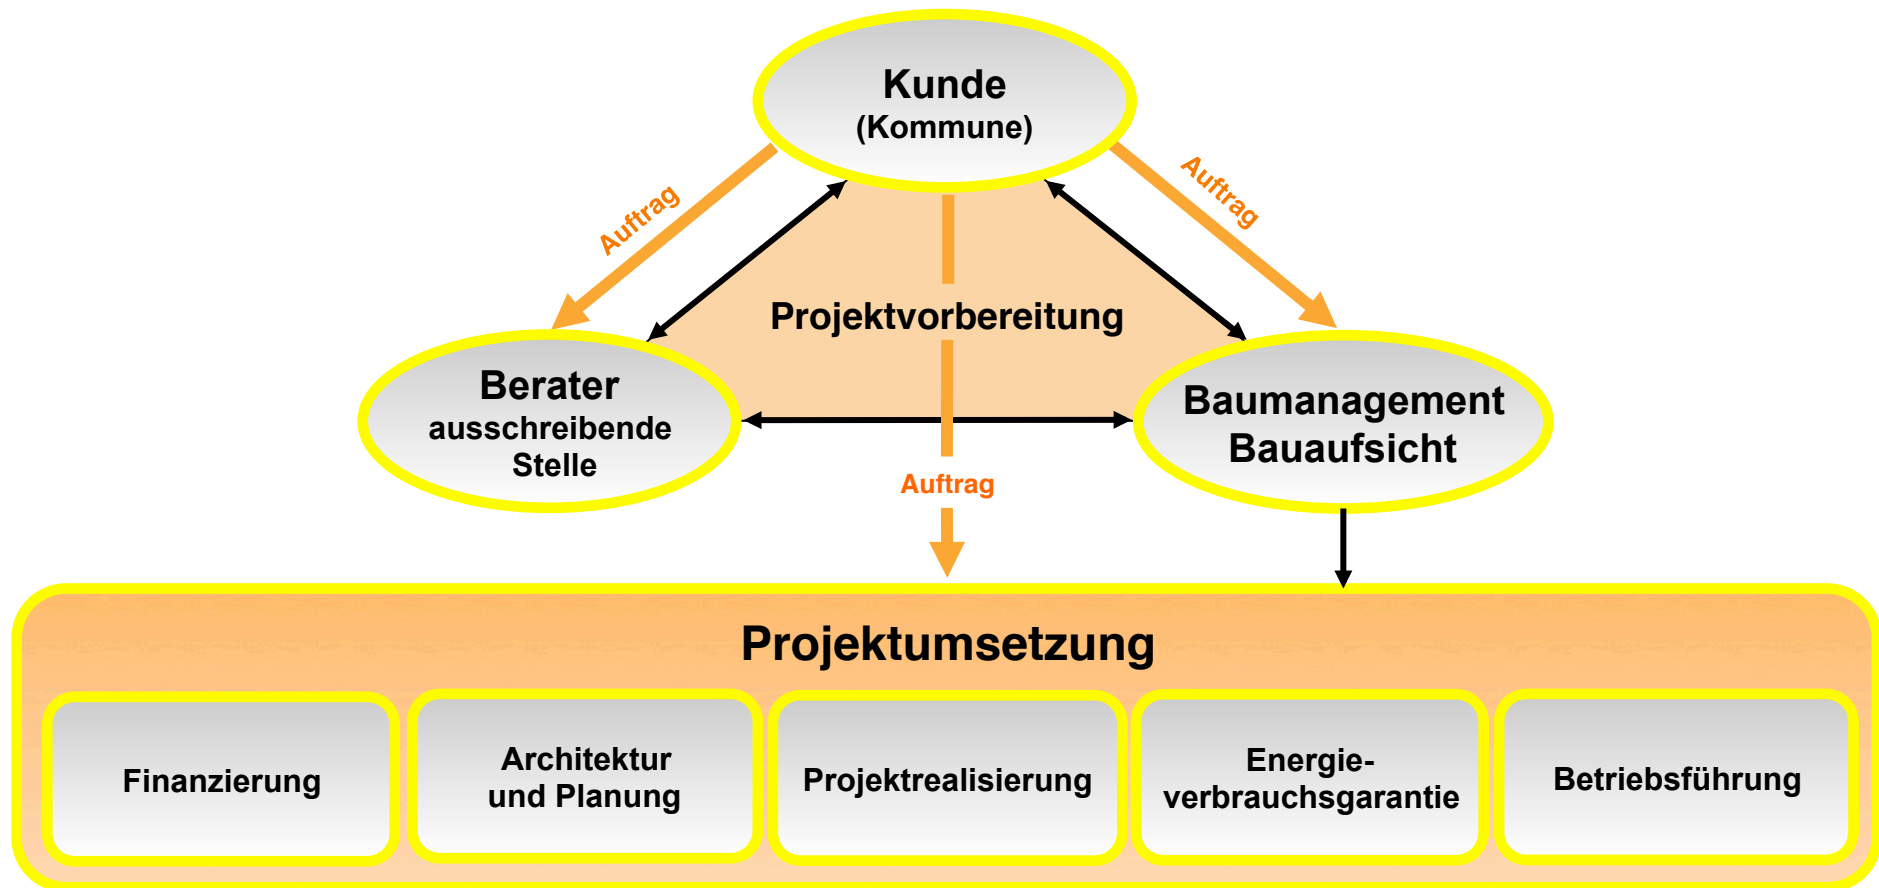 Kunde
(Kommune)
Auftrag
Auftrag
Projektvorbereitung
Berater
ausschreibende
Stelle
Baumanagement
Bauaufsicht
Auftrag
Projektumsetzung
Finanzierung
Architektur
und Planung
Projektrealisierung
Energie-
verbrauchsgarantie
Betriebsführung